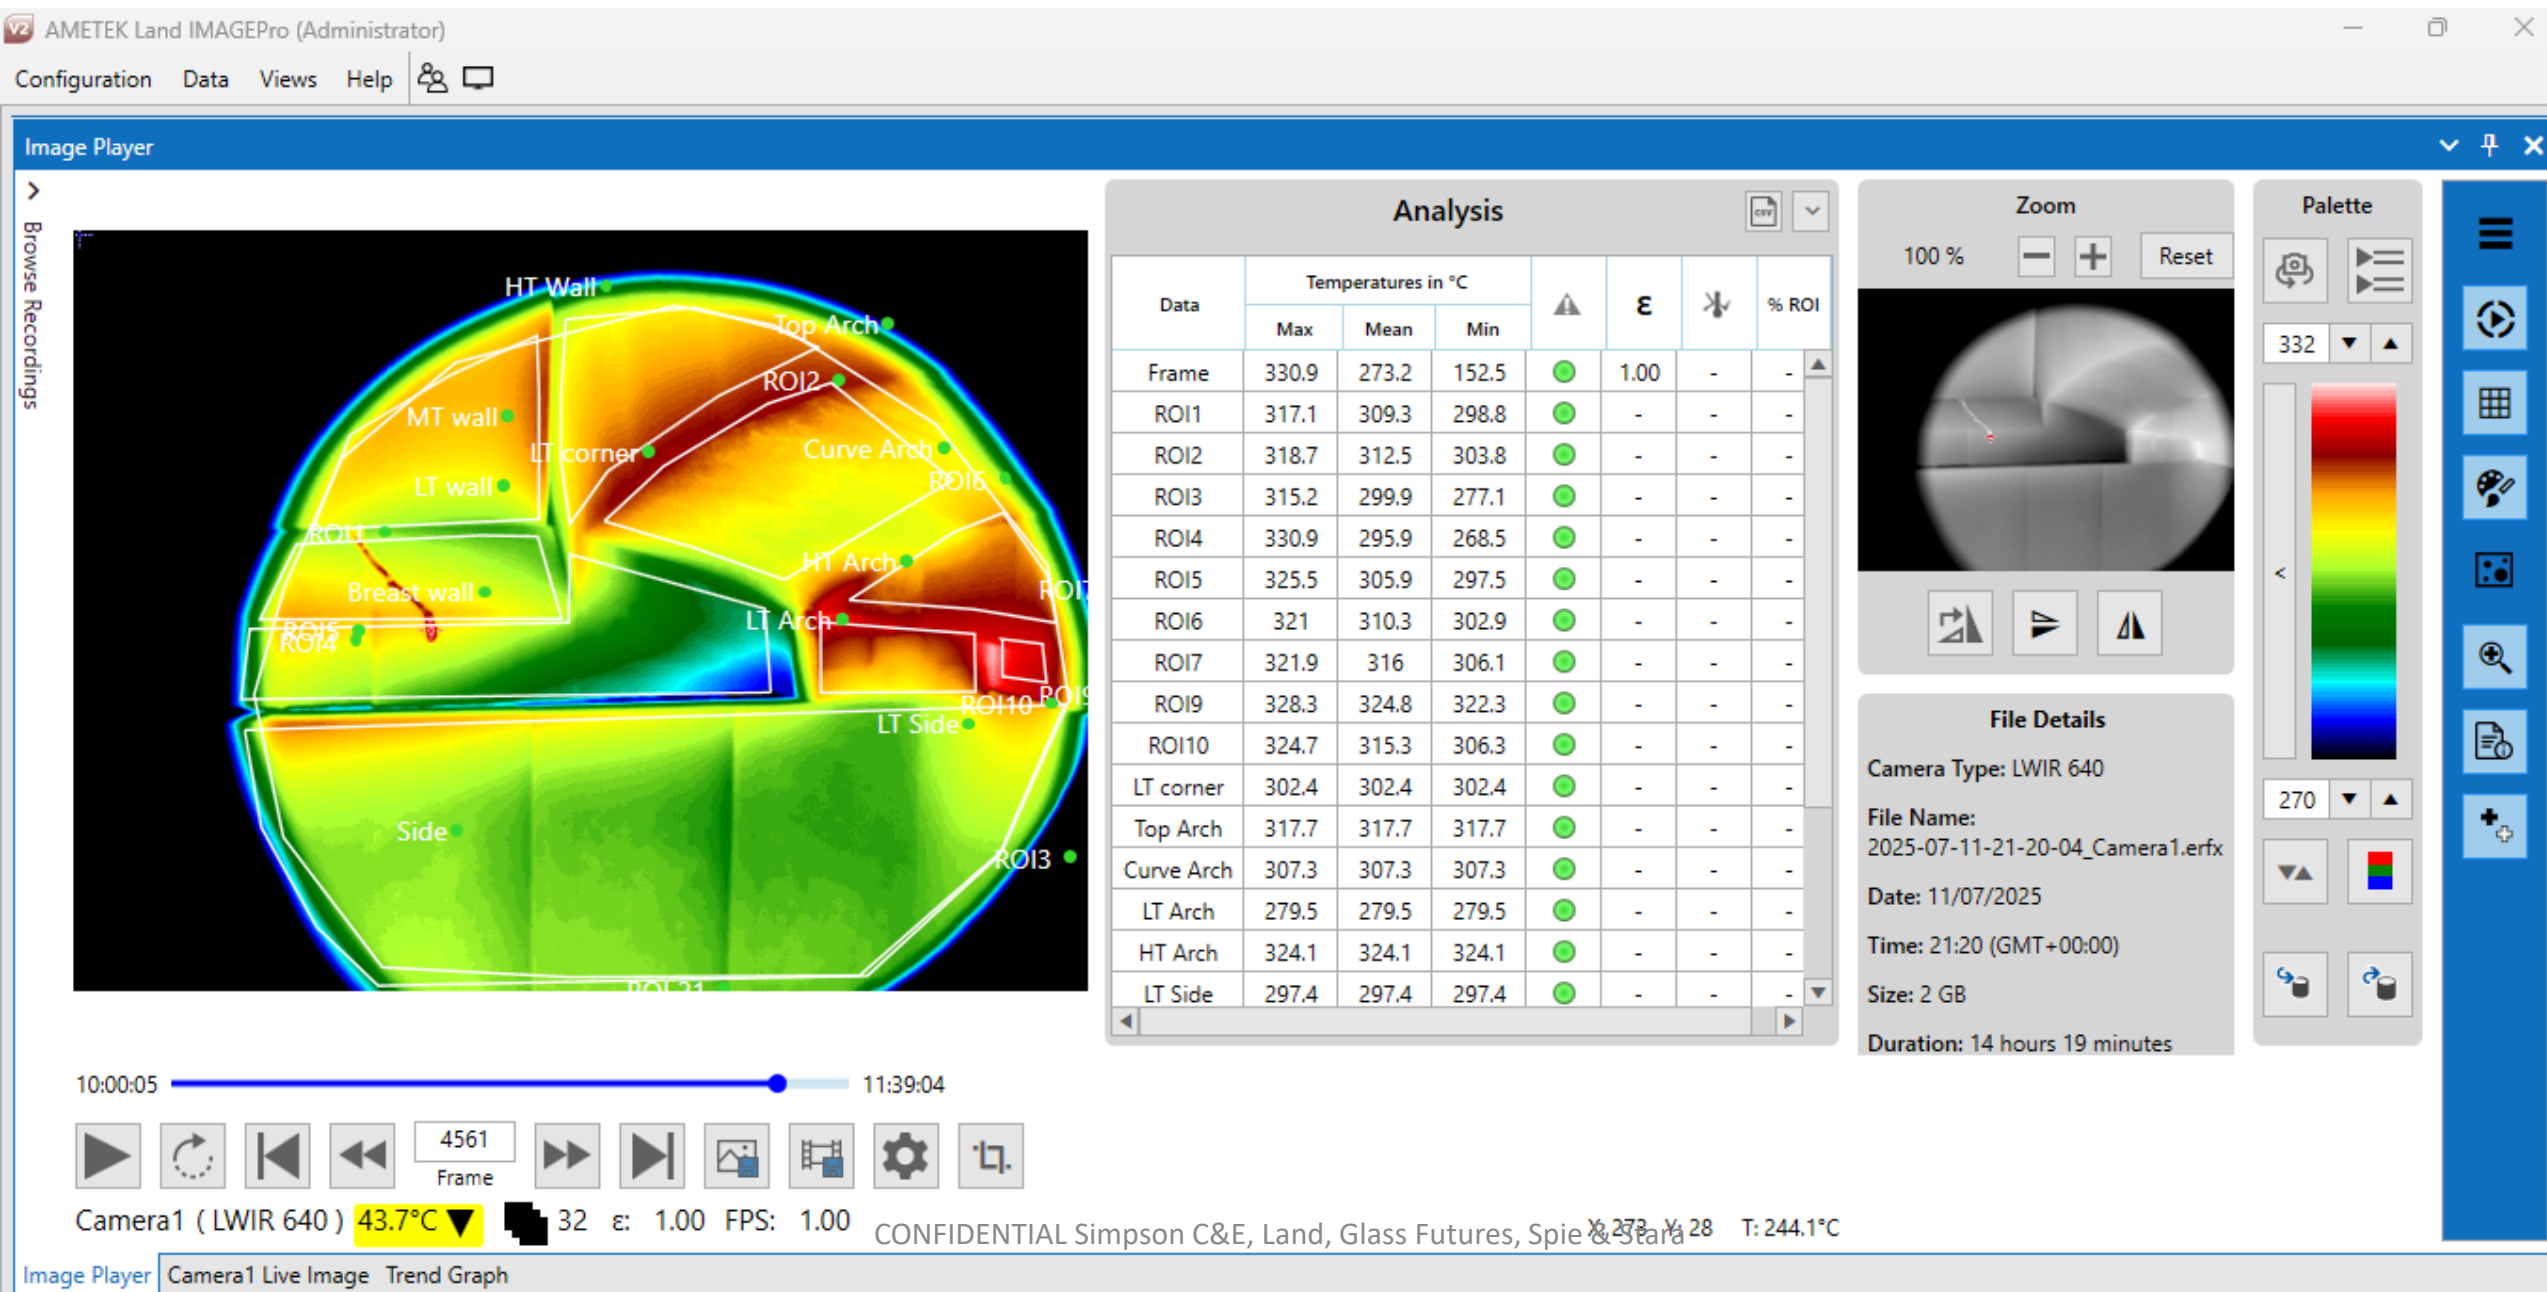 V2 AMETEK Land IMAGEPro (Administrator)
Configuration Data Views Help
Image Player
Browse Recordings
HT Wall
Top Arch
ROI2
MT wall
LT corner
Curve Arch
LT wall
ROI6
ROI1
HT Arch
Breast wall
ROI7
LT Arch
ROI5
ROI4
ROI10 ROI9
LT Side
Side
ROI3
ROI 21
Analysis
CSV
Data Temperatures in °C ε % ROI
Max Mean Min
Frame 330.9 273.2 152.5 1.00 - -
ROI1 317.1 309.3 298.8 - - -
ROI2 318.7 312.5 303.8 - - -
ROI3 315.2 299.9 277.1 - - -
ROI4 330.9 295.9 268.5 - - -
ROI5 325.5 305.9 297.5 - - -
ROI6 321 310.3 302.9 - - -
ROI7 321.9 316 306.1 - - -
ROI9 328.3 324.8 322.3 - - -
ROI10 324.7 315.3 306.3 - - -
LT corner 302.4 302.4 302.4 - - -
Top Arch 317.7 317.7 317.7 - - -
Curve Arch 307.3 307.3 307.3 - - -
LT Arch 279.5 279.5 279.5 - - -
HT Arch 324.1 324.1 324.1 - - -
LT Side 297.4 297.4 297.4 - - -
Zoom
100 % Reset
File Details
Camera Type: LWIR 640
File Name:
2025-07-11-21-20-04_Camera1.erfx
Date: 11/07/2025
Time: 21:20 (GMT+00:00)
Size: 2 GB
Duration: 14 hours 19 minutes
Palette
332
<
270
10:00:05 11:39:04
4561
Frame
Camera1 ( LWIR 640 ) 43.7°C 32 ε: 1.00 FPS: 1.00
CONFIDENTIAL Simpson C&E, Land, Glass Futures, Spie & Stara
X: 273 Y: 28 T: 244.1°C
Image Player Camera1 Live Image Trend Graph